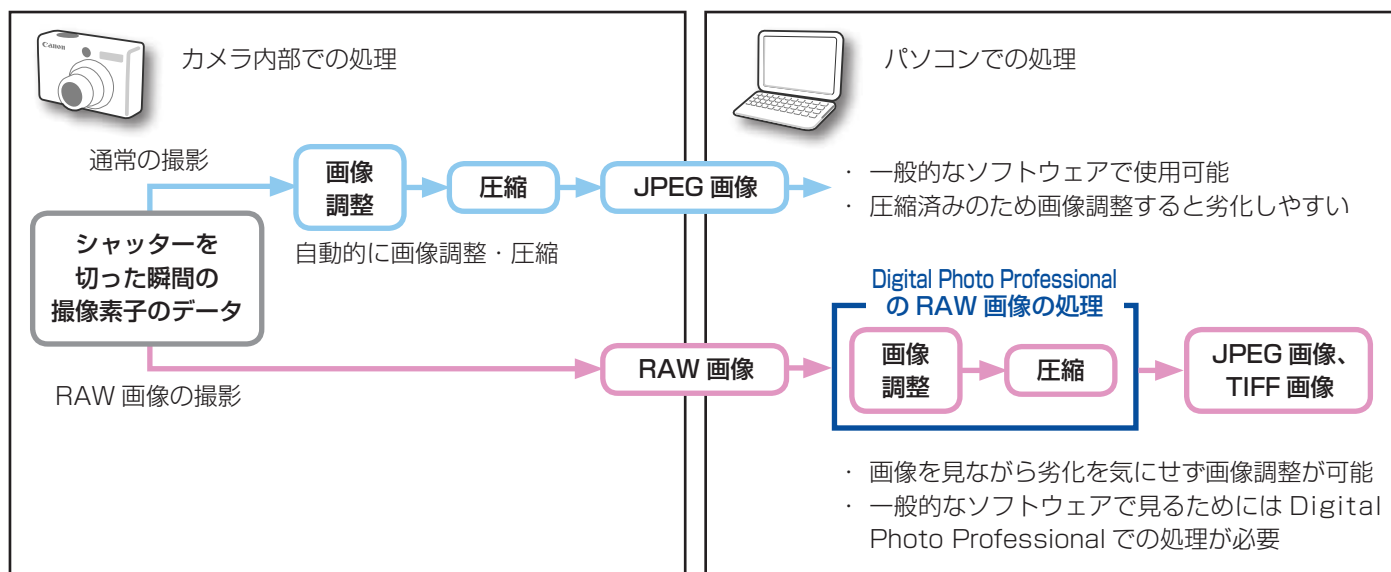 Canon
カメラ内部での処理
通常の撮影
画像
調整
圧縮
JPEG 画像
自動的に画像調整・圧縮
シャッターを
切った瞬間の
撮像素子のデータ
RAW 画像の撮影
RAW 画像
パソコンでの処理
· 一般的なソフトウェアで使用可能
· 圧縮済みのため画像調整すると劣化しやすい
Digital Photo Professional
の RAW 画像の処理
画像
調整
圧縮
JPEG 画像、
TIFF 画像
· 画像を見ながら劣化を気にせず画像調整が可能
· 一般的なソフトウェアで見るためには Digital
Photo Professional での処理が必要